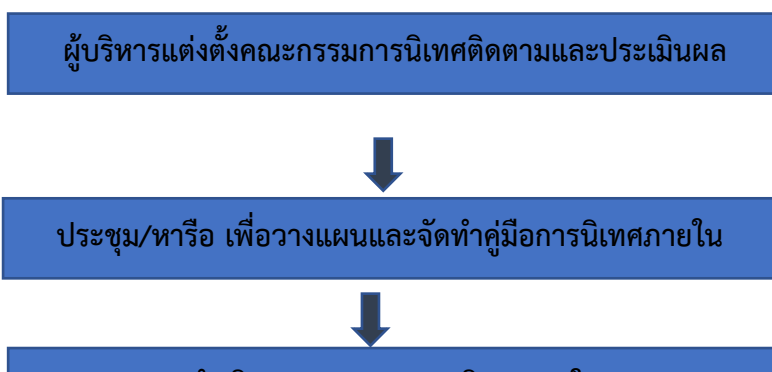 ผู้บริหารแต่งตั้งคณะกรรมการนิเทศติดตามและประเมินผล
ประชุม/หารือ เพื่อวางแผนและจัดทำคู่มือการนิเทศภายใน